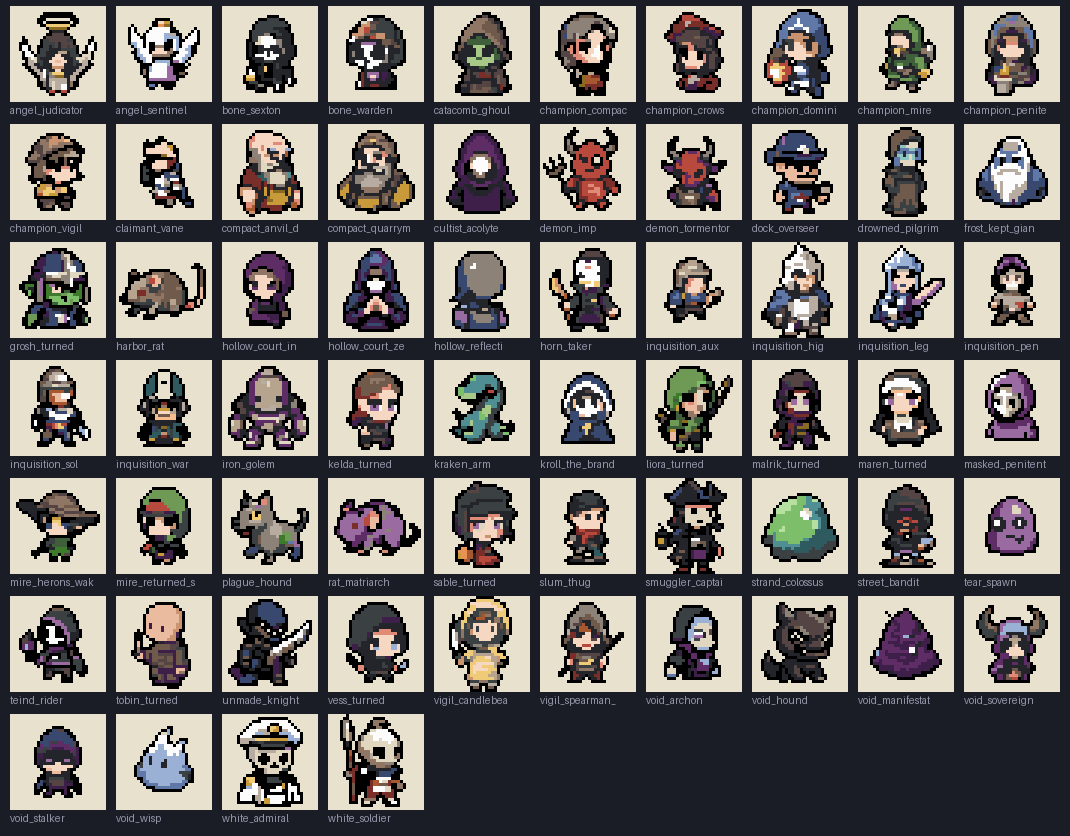 angel_judicator angel_sentinel bone_sexton bone_warden catacomb_ghoul champion_compac champion_crows champion_domini champion_mire champion_penite
champion_vigil claimant_vane compact_anvil_d compact_quarrym cultist_acolyte demon_imp demon_tormentor dock_overseer drowned_pilgrim frost_kept_gian
grosh_turned harbor_rat hollow_court_in hollow_court_ze hollow_reflecti horn_taker inquisition_aux inquisition_hig inquisition_leg inquisition_pen
inquisition_sol inquisition_war iron_golem kelda_turned kraken_arm kroll_the_brand liora_turned malrik_turned maren_turned masked_penitent
mire_herons_wak mire_returned_s plague_hound rat_matriarch sable_turned slum_thug smuggler_captai strand_colossus street_bandit tear_spawn
teind_rider tobin_turned unmade_knight vess_turned vigil_candlebea vigil_spearman_ void_archon void_hound void_manifestat void_sovereign
void_stalker void_wisp white_admiral white_soldier